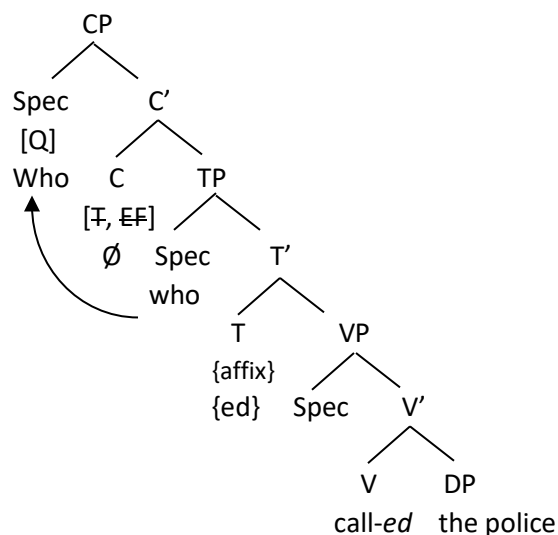 CP
Spec C’
[Q]
Who C TP
[T, EF]
Ø Spec T’
who
T VP
{affix}
{ed} Spec V’
V DP
call-ed the police